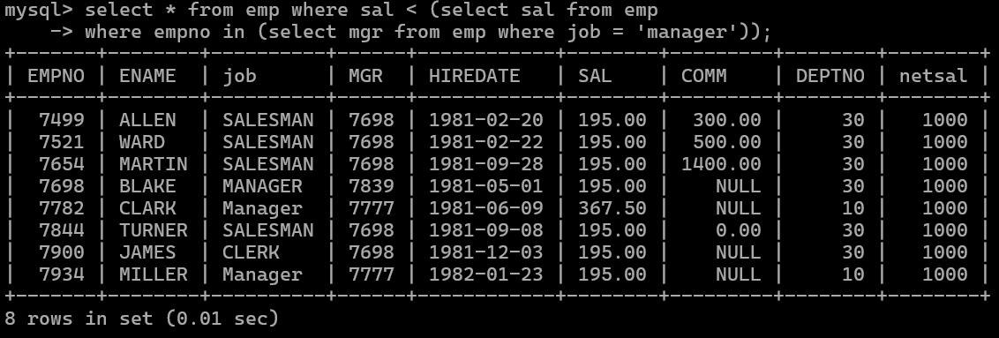 mysql> select * from emp where sal < (select sal from emp
    -> where empno in (select mgr from emp where job = 'manager'));
+-------+--------+----------+------+------------+--------+---------+--------+--------+
| EMPNO | ENAME  | job      | MGR  | HIREDATE   | SAL    | COMM    | DEPTNO | netsal |
+-------+--------+----------+------+------------+--------+---------+--------+--------+
|  7499 | ALLEN  | SALESMAN | 7698 | 1981-02-20 | 195.00 |  300.00 |     30 |   1000 |
|  7521 | WARD   | SALESMAN | 7698 | 1981-02-22 | 195.00 |  500.00 |     30 |   1000 |
|  7654 | MARTIN | SALESMAN | 7698 | 1981-09-28 | 195.00 | 1400.00 |     30 |   1000 |
|  7698 | BLAKE  | MANAGER  | 7839 | 1981-05-01 | 195.00 |    NULL |     30 |   1000 |
|  7782 | CLARK  | Manager  | 7777 | 1981-06-09 | 367.50 |    NULL |     10 |   1000 |
|  7844 | TURNER | SALESMAN | 7698 | 1981-09-08 | 195.00 |    0.00 |     30 |   1000 |
|  7900 | JAMES  | CLERK    | 7698 | 1981-12-03 | 195.00 |    NULL |     30 |   1000 |
|  7934 | MILLER | Manager  | 7777 | 1982-01-23 | 195.00 |    NULL |     10 |   1000 |
+-------+--------+----------+------+------------+--------+---------+--------+--------+
8 rows in set (0.01 sec)